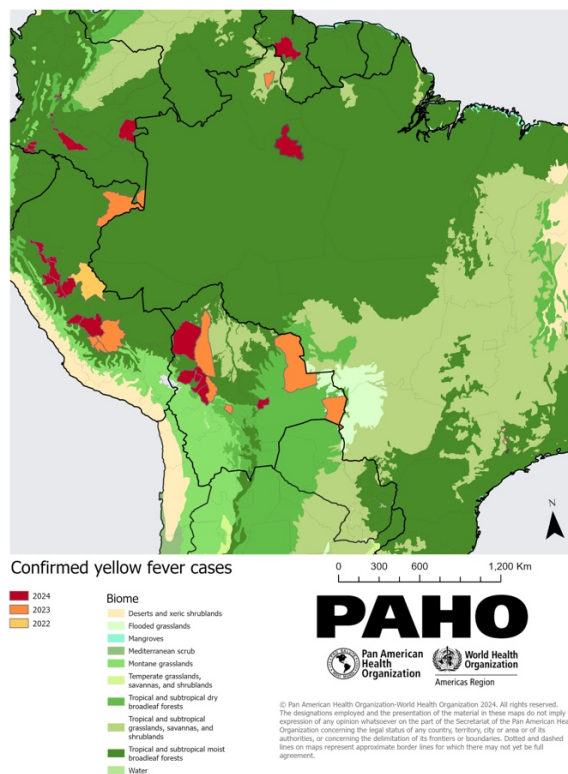 N
Confirmed yellow fever cases
0 300 600 1,200 Km
2024
2023
2022
Biome
Deserts and xeric shrublands
Flooded grasslands
Mangroves
Mediterranean scrub
Montane grasslands
Temperate grasslands,
savannas, and shrublands
Tropical and subtropical dry
broadleaf forests
Tropical and subtropical
grasslands, savannas, and
shrublands
Tropical and subtropical moist
broadleaf forests
Water
PAHO
Pan American
Health
Organization
World Health
Organization
Americas Region
© Pan American Health Organization-World Health Organization 2024. All rights reserved.
The designations employed and the presentation of the material in these maps do not imply
expression of any opinion whatsoever on the part of the Secretariat of the Pan American Hea
Organization concerning the legal status of any country, territory, city or area or of its
authorities, or concerning the delimitation of its frontiers or boundaries. Dotted and dashed
lines on maps represent approximate border lines for which there may not yet be full
agreement.